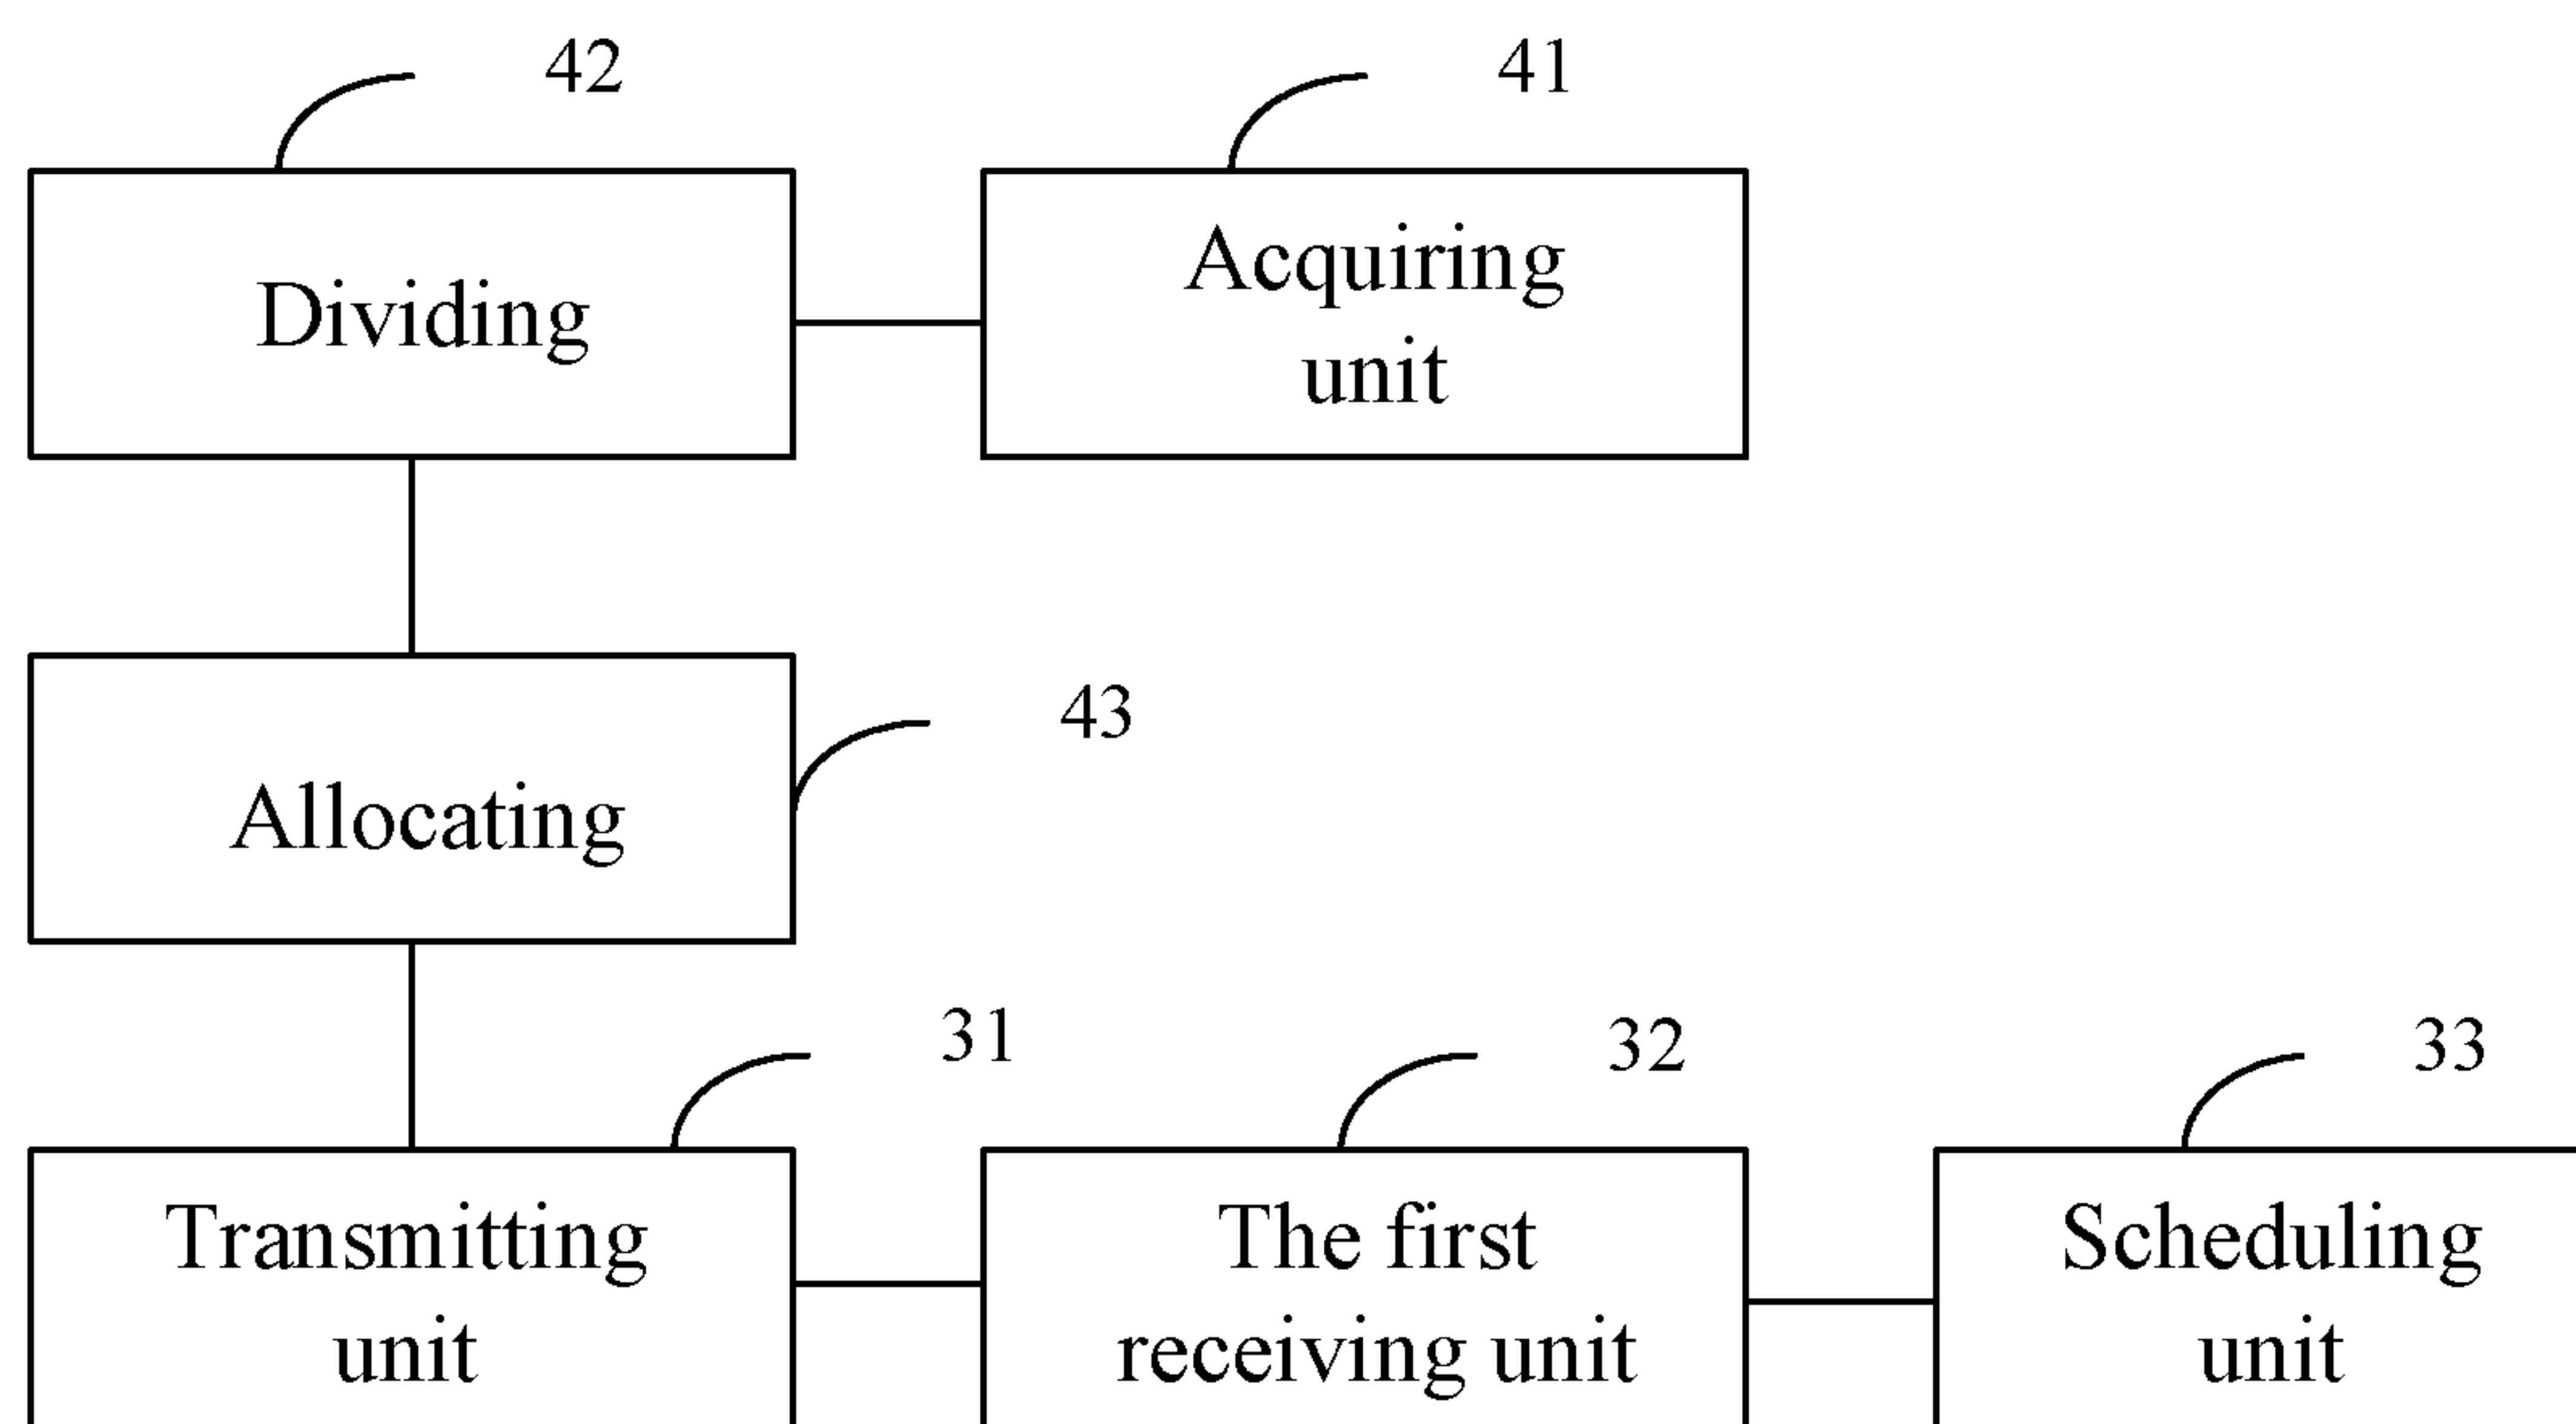 42
41
Dividing
Acquiring
unit
43
Allocating
31
32
33
Transmitting
unit
The first
receiving unit
Scheduling
unit